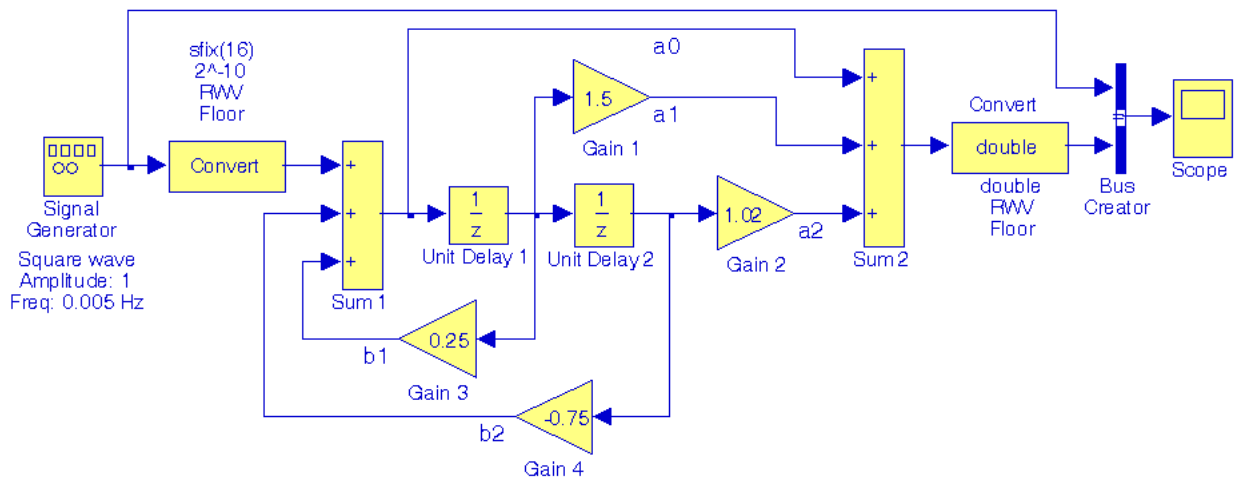 sfix(16)
2^-10
RWV
Floor
Convert
Signal
Generator
Square wave
Amplitude: 1
Freq: 0.005 Hz
+
+
+
Sum 1
1
z
Unit Delay 1
1
z
Unit Delay 2
a0
1.5
a1
Gain 1
1.02
a2
Gain 2
0.25
b1
Gain 3
-0.75
b2
Gain 4
+
+
+
Sum 2
Convert
double
double
RWV
Floor
Bus
Creator
Scope